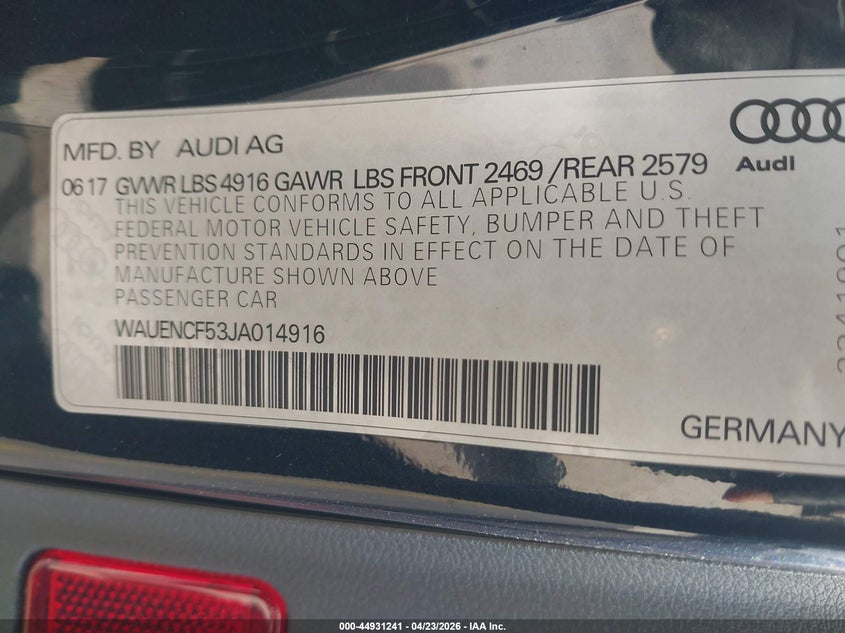 MFD. BY AUDI AG
Audi
0617 GVWR LBS 4916 GAWR LBS FRONT 2469 /REAR 2579
THIS VEHICLE CONFORMS TO ALL APPLICABLE U.S.
FEDERAL MOTOR VEHICLE SAFETY, BUMPER AND THEFT
PREVENTION STANDARDS IN EFFECT ON THE DATE OF
MANUFACTURE SHOWN ABOVE
PASSENGER CAR
WAUENCF53JA014916
GERMANY
000-44931241 | 04/23/2026 | IAA Inc.